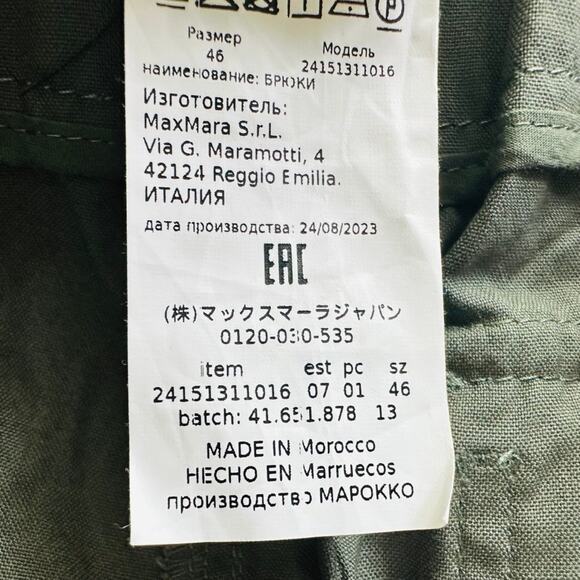 Размер Модель
46 24151311016
наименование: БРЮКИ
Изготовитель:
MaxMara S.r.L.
Via G. Maramotti, 4
42124 Reggio Emilia.
ИТАЛИЯ
дата производства: 24/08/2023
EAC
(株)マックスマーラジャパン
0120-030-535
item est pc sz
24151311016 07 01 46
batch: 41.651.878 13
MADE IN Morocco
HECHO EN Marruecos
производство МАРОККО